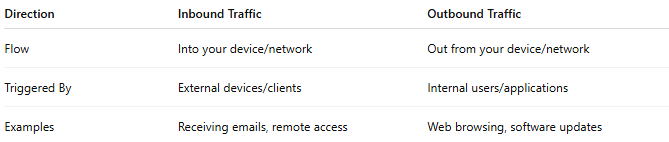 Direction Inbound Traffic Outbound Traffic
Flow Into your device/network Out from your device/network
Triggered By External devices/clients Internal users/applications
Examples Receiving emails, remote access Web browsing, software updates